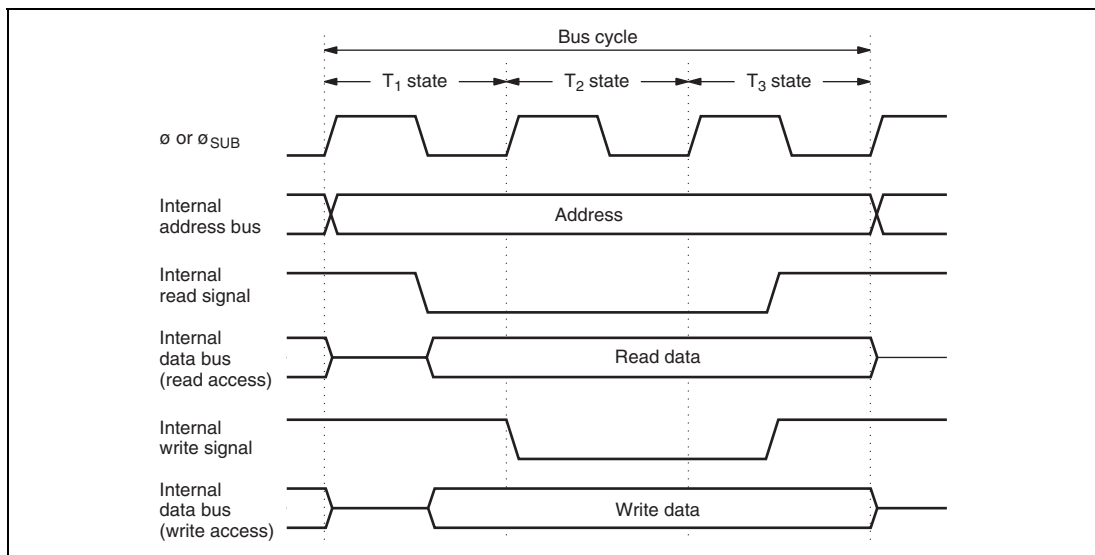 Bus cycle
T₁ state
T₂ state
T₃ state
ø or øSUB
Internal
address bus
Address
Internal
read signal
Internal
data bus
(read access)
Read data
Internal
write signal
Internal
data bus
(write access)
Write data